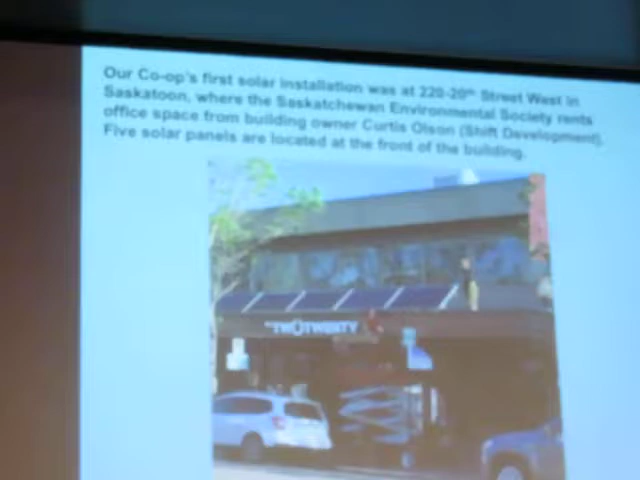 Our Co-op's first solar installation was at 220-20th Street West in
Saskatoon, where the Saskatchewan Environmental Society rents
office space from building owner Curtis Olson (Shift Development).
Five solar panels are located at the front of the building.
THE TWOTWENTY